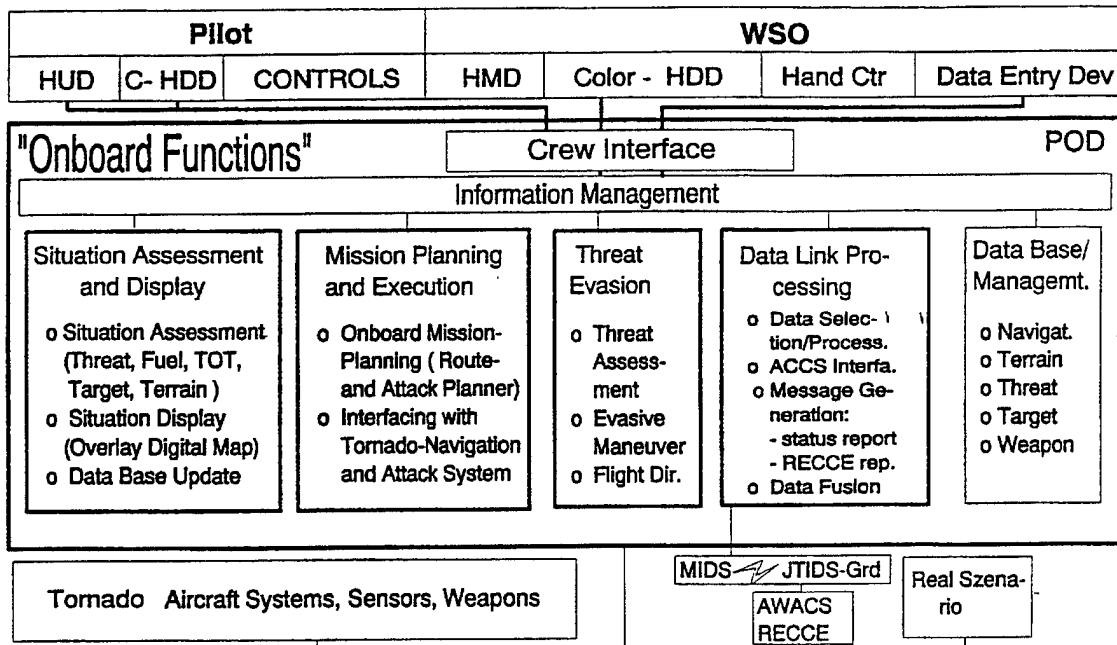 Pilot WSO
HUD C-HDD CONTROLS HMD Color - HDD Hand Ctr Data Entry Dev
"Onboard Functions"
Crew Interface
POD
Information Management
Situation Assessment
and Display
o Situation Assessment
(Threat, Fuel, TOT,
Target, Terrain )
o Situation Display
(Overlay Digital Map)
o Data Base Update
Mission Planning
and Execution
o Onboard Mission-
Planning ( Route-
and Attack Planner)
o Interfacing with
Tornado-Navigation
and Attack System
Threat
Evasion
o Threat
Assess-
ment
o Evasive
Maneuver
o Flight Dir.
Data Link Pro-
cessing
o Data Selec-
tion/Process.
o ACCS Interfa.
o Message Ge-
neration:
- status report
- RECCE rep.
o Data Fusion
Data Base/
Managemt.
o Navigat.
o Terrain
o Threat
o Target
o Weapon
Tornado Aircraft Systems, Sensors, Weapons
MIDS JTIDS-Grd
AWACS
RECCE
Real Szena-
rio